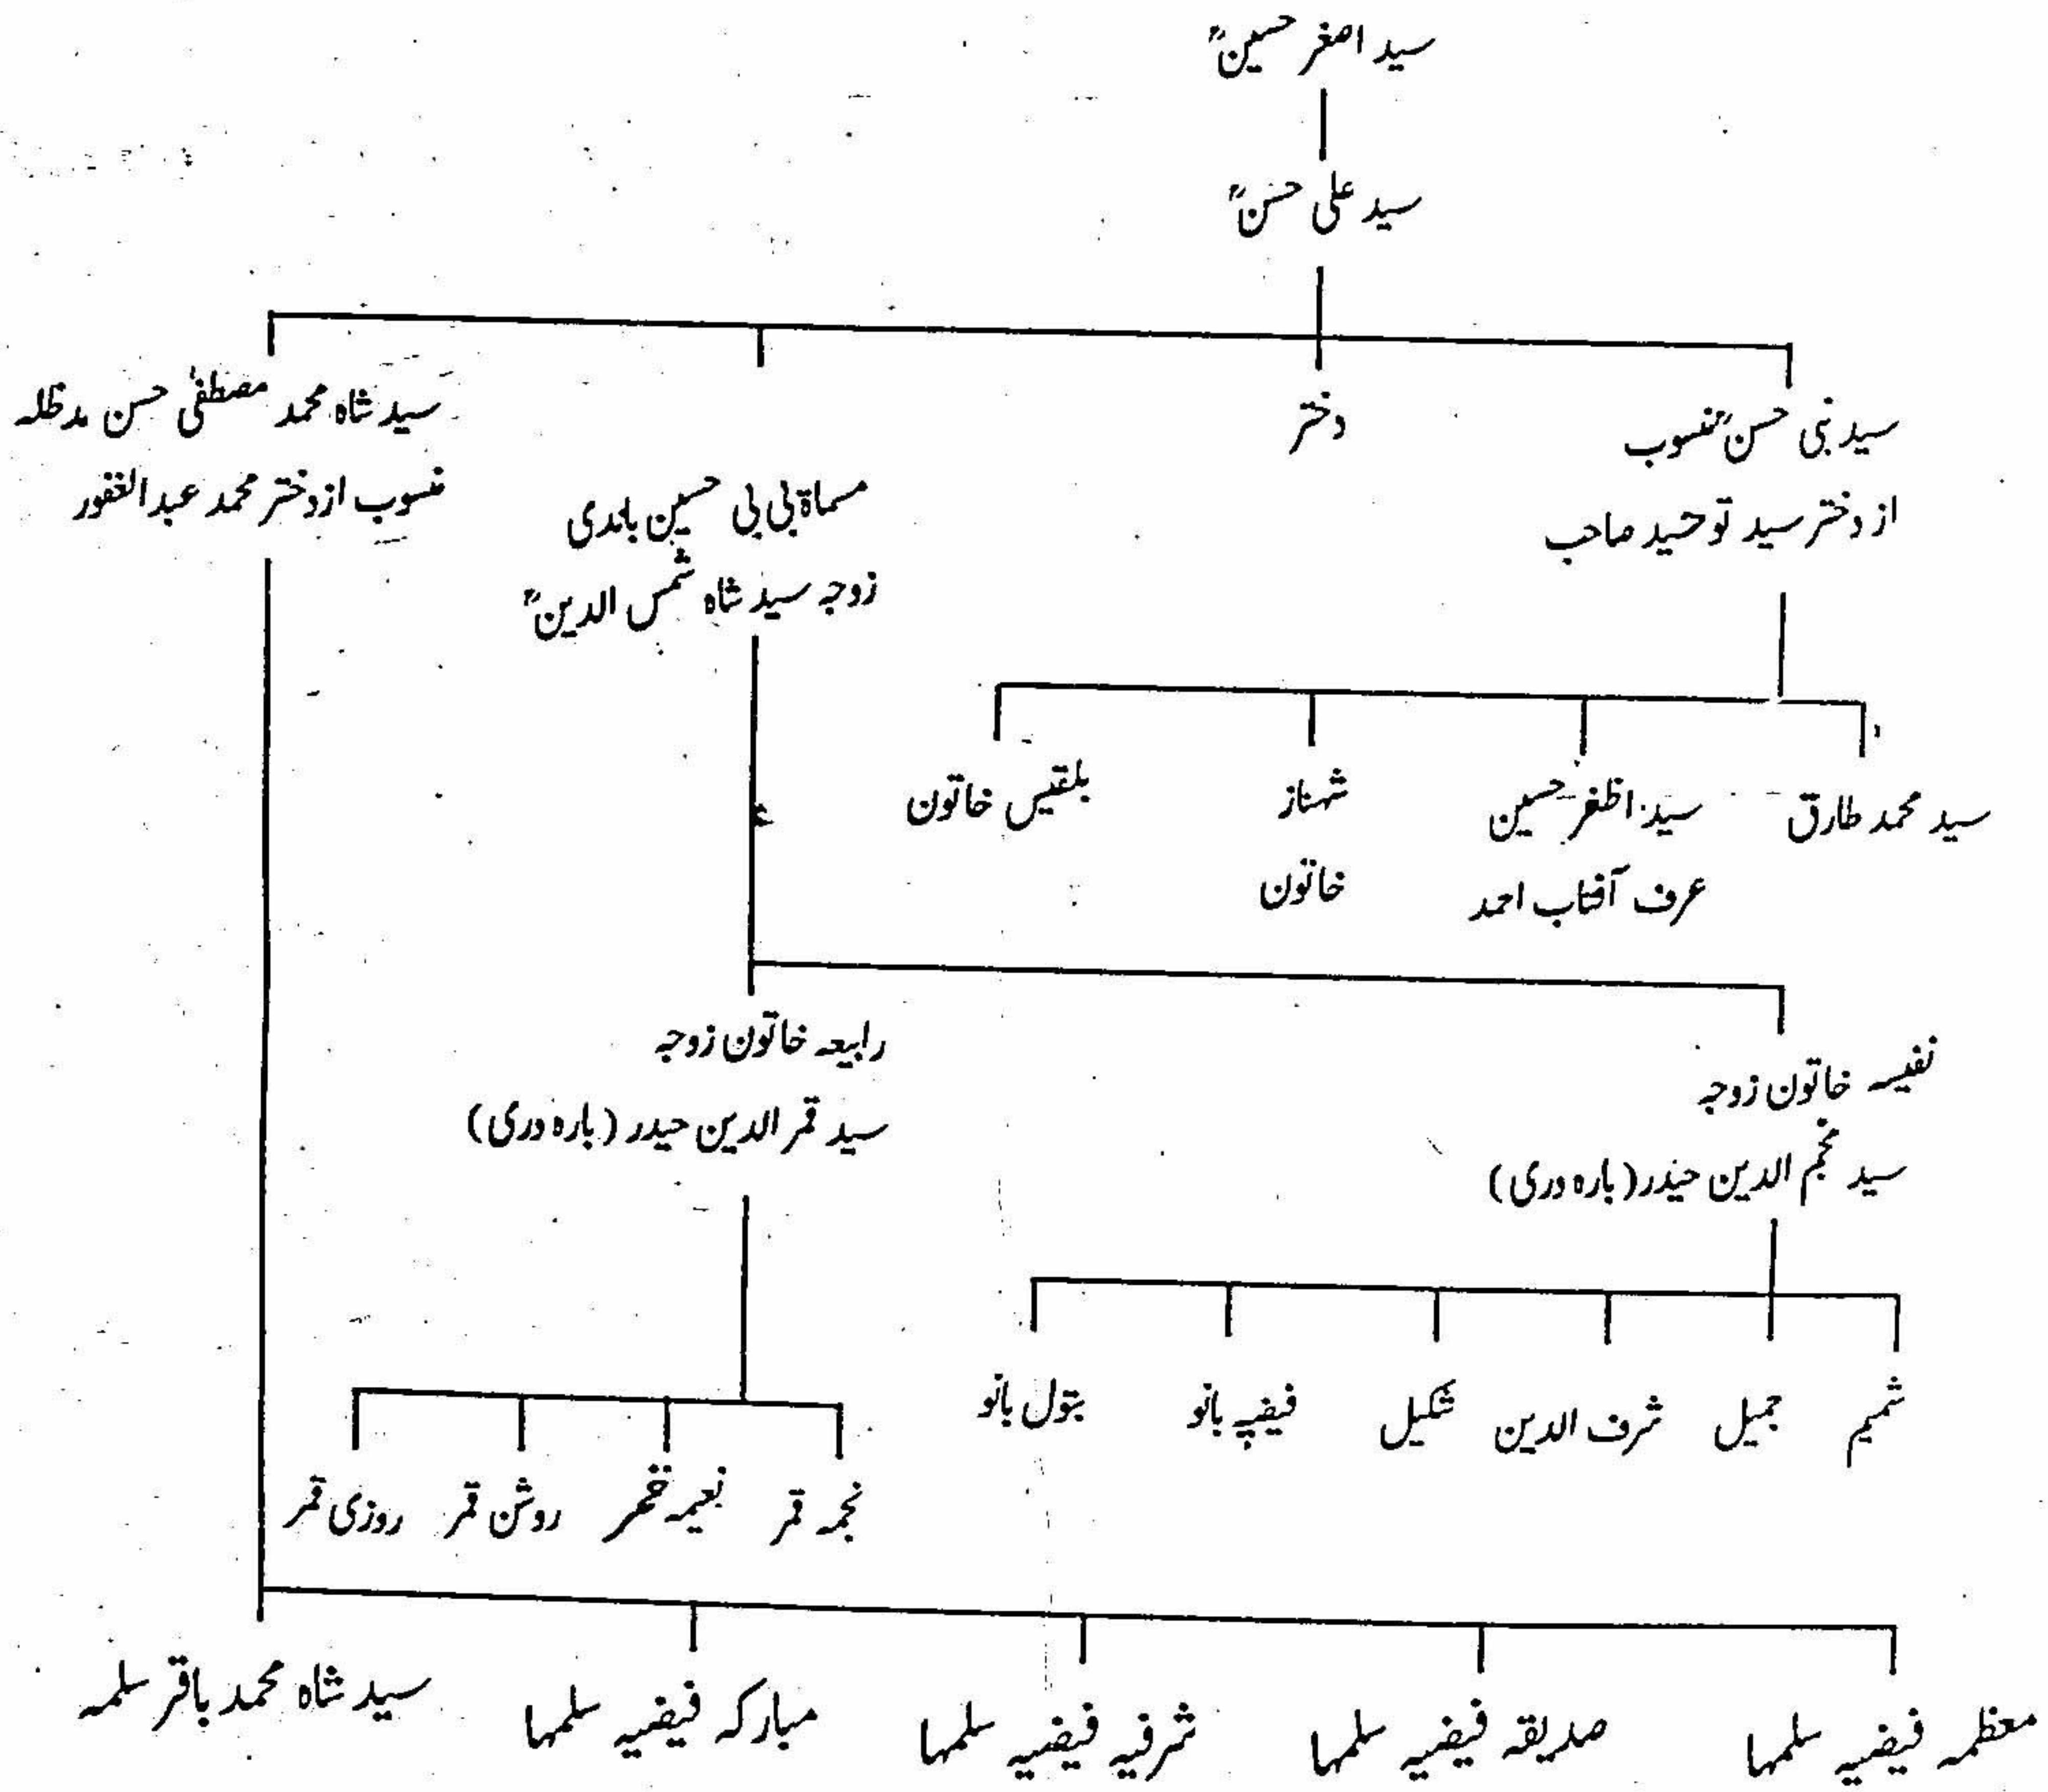 سید اصغر حسینؒ
سید علی حسنؒ
سید نبی حسنؒ منسوب
از دختر سید توحید صاحب
دختر
مسماۃ بی بی حسین باندی
زوجہ سید شاہ شمس الدینؒ
سید شاہ محمد مصطفیٰ حسن مدظلہ
منسوب از دختر محمد عبدالغفور
سید محمد طارق
سید اظفر حسین
عرف آفتاب احمد
شہناز
خاتون
بلقیس خاتون
نفیسہ خاتون زوجہ
سید نجم الدین حیدر (بارہ دری)
رابعہ خاتون زوجہ
سید قمر الدین حیدر (بارہ دری)
شمیم
جمیل
شرف الدین
شکیل
بانو
بتول بانو
نجمہ قمر
نعیمہ قمر
روشن قمر
روزی قمر
معظمہ فیضیہ سلمہا
صدیقہ فیضیہ سلمہا
شرفیہ فیضیہ سلمہا
مبارکہ فیضیہ سلمہا
سید شاہ محمد باقر سلمہ